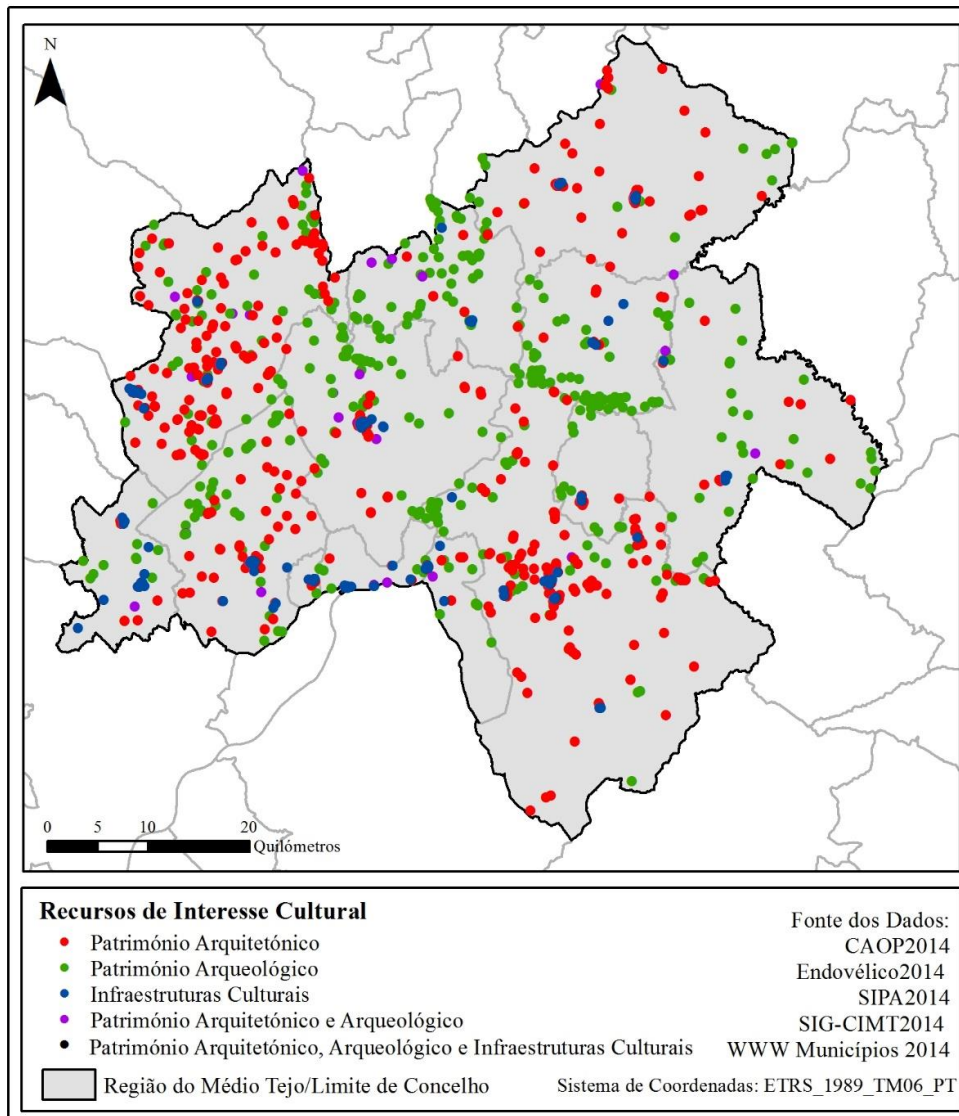 N
0 5 10 20
Quilómetros
Recursos de Interesse Cultural
Património Arquitetónico
Património Arqueológico
Infraestruturas Culturais
Património Arquitetónico e Arqueológico
Património Arquitetónico, Arqueológico e Infraestruturas Culturais
Região do Médio Tejo/Limite de Concelho
Fonte dos Dados:
CAOP2014
Endovélico2014
SIPA2014
SIG-CIMT2014
WWW Municípios 2014
Sistema de Coordenadas: ETRS_1989_TM06_PT